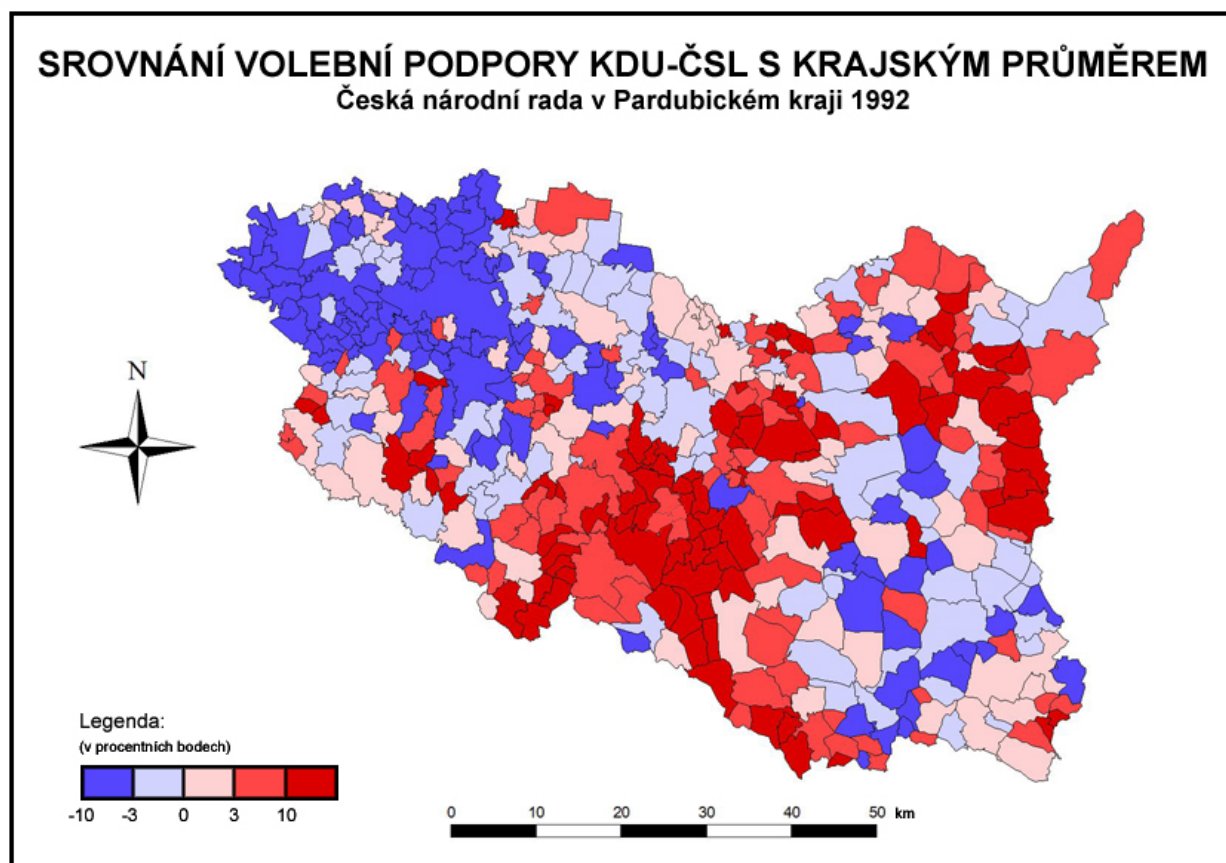 SROVNÁNÍ VOLEBNÍ PODPORY KDU-ČSL S KRAJSKÝM PRŮMĚREM
Česká národní rada v Pardubickém kraji 1992
N
Legenda:
(v procentních bodech)
-10 -3 0 3 10
0 10 20 30 40 50 km